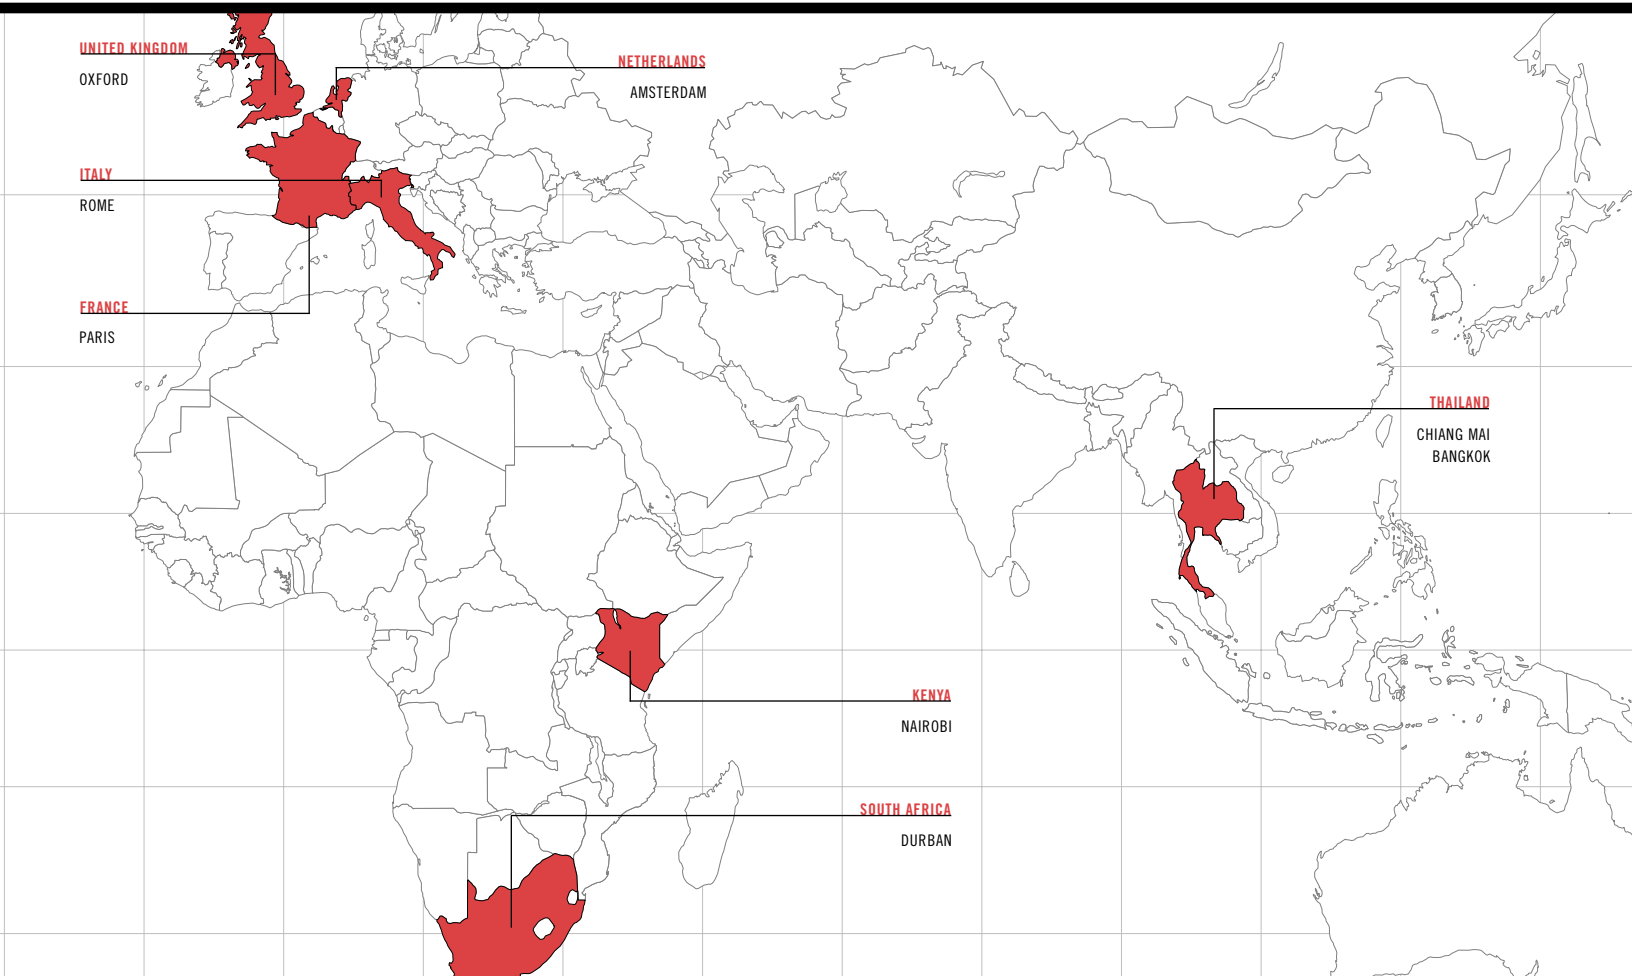 UNITED KINGDOM
OXFORD
NETHERLANDS
AMSTERDAM
ITALY
ROME
FRANCE
PARIS
THAILAND
CHIANG MAI
BANGKOK
KENYA
NAIROBI
SOUTH AFRICA
DURBAN